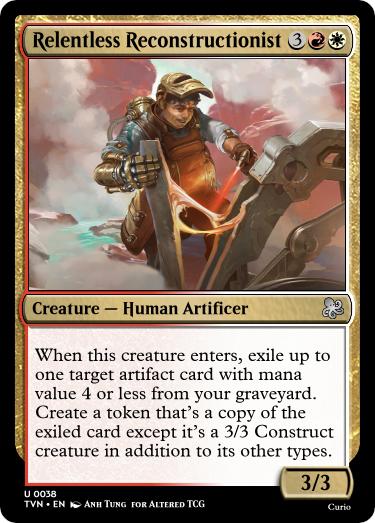 Relentless Reconstructionist 3
Creature — Human Artificer
When this creature enters, exile up to
one target artifact card with mana
value 4 or less from your graveyard.
Create a token that's a copy of the
exiled card except it's a 3/3 Construct
creature in addition to its other types.
3/3
U 0038
TVN • EN Anh Tung for Altered TCG
Curio